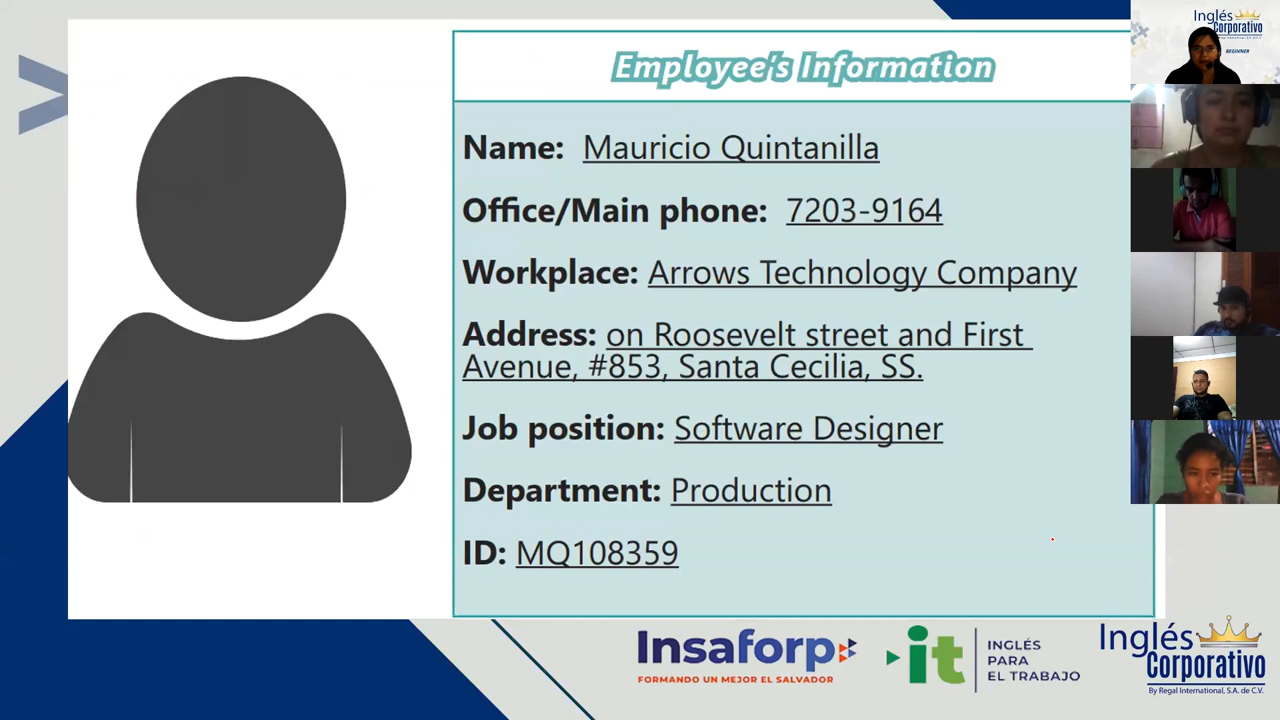 Employee's Information
Name: Mauricio Quintanilla
Office/Main phone: 7203-9164
Workplace: Arrows Technology Company
Address: on Roosevelt street and First
Avenue, #853, Santa Cecilia, SS.
Job position: Software Designer
Department: Production
ID: MQ108359
Inglés
Corporativo
BEGINNER
Insaforp
FORMANDO UN MEJOR EL SALVADOR
it
INGLÉS
PARA
EL TRABAJO
Inglés
Corporativo
By Regal International, S.A. de C.V.